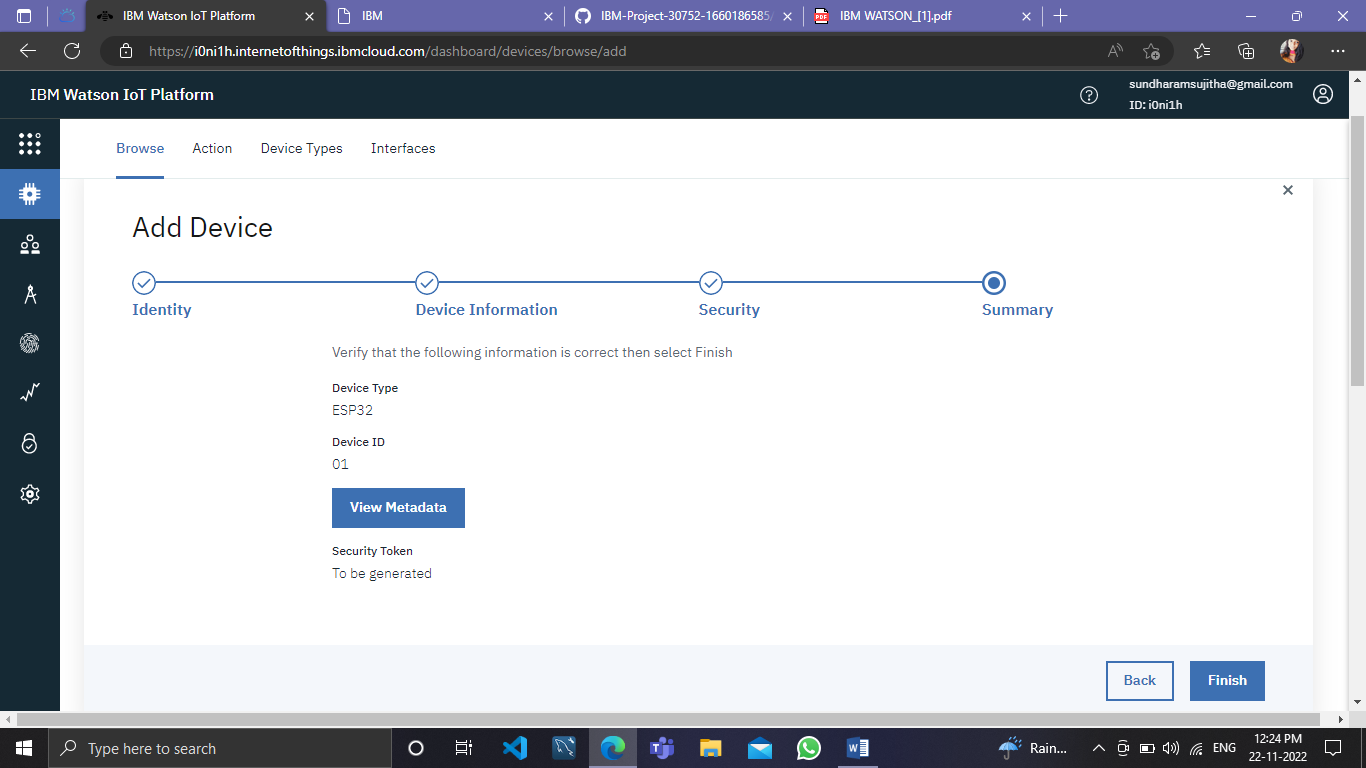 IBM Watson IoT Platform
IBM
IBM-Project-30752-1660186585/
IBM WATSON_[1].pdf
https://i0ni1h.internetofthings.ibmcloud.com/dashboard/devices/browse/add
IBM Watson IoT Platform
sundharamsujitha@gmail.com
ID: i0ni1h
Browse Action Device Types Interfaces
Add Device
Identity Device Information Security Summary
Verify that the following information is correct then select Finish
Device Type
ESP32
Device ID
01
View Metadata
Security Token
To be generated
Back Finish
Type here to search
Rain...
ENG
12:24 PM
22-11-2022